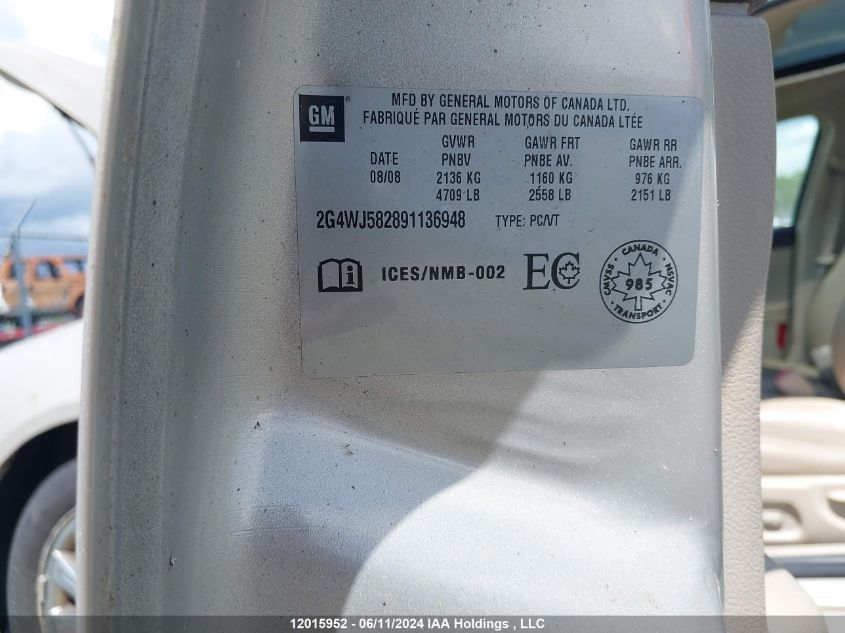 GM ®
MFD BY GENERAL MOTORS OF CANADA LTD.
FABRIQUÉ PAR GENERAL MOTORS DU CANADA LTÉE
GVWR GAWR FRT GAWR RR
DATE PNBV PNBE AV. PNBE ARR.
08/08 2136 KG 1160 KG 976 KG
4709 LB 2558 LB 2151 LB
2G4WJ582891136948 TYPE: PC/VT
i ICES/NMB-002 EC
CANADA
CMVSS 985 NSVAC
TRANSPORT
12015952 - 06/11/2024 IAA Holdings , LLC